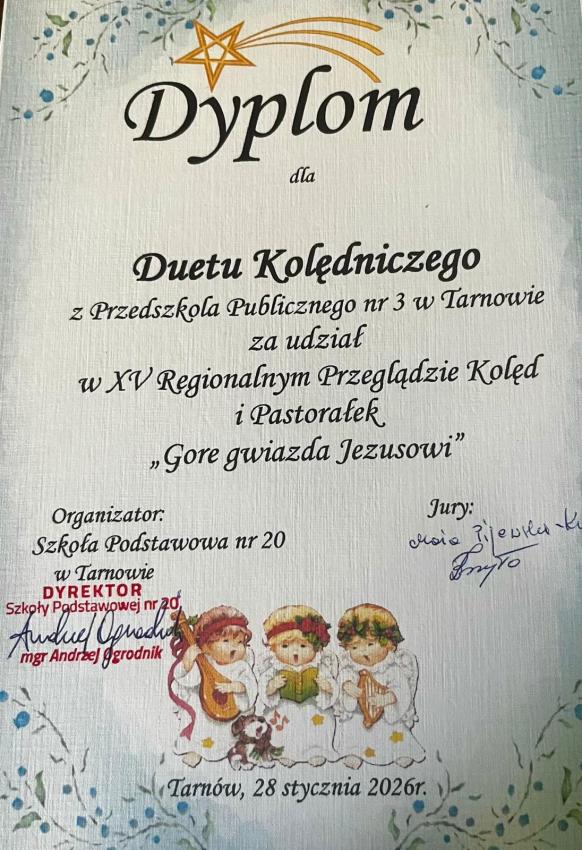 Dyplom
dla
Duetu Kolędniczego
z Przedszkola Publicznego nr 3 w Tarnowie
za udział
w XV Regionalnym Przeglądzie Kolęd
i Pastorałek
„Gore gwiazda Jezusowi”
Organizator:
Szkoła Podstawowa nr 20
w Tarnowie
DYREKTOR
Szkoły Podstawowej nr 20
Andrzej Ogrodnik
mgr Andrzej Ogrodnik
Jury:
Tarnów, 28 stycznia 2026r.